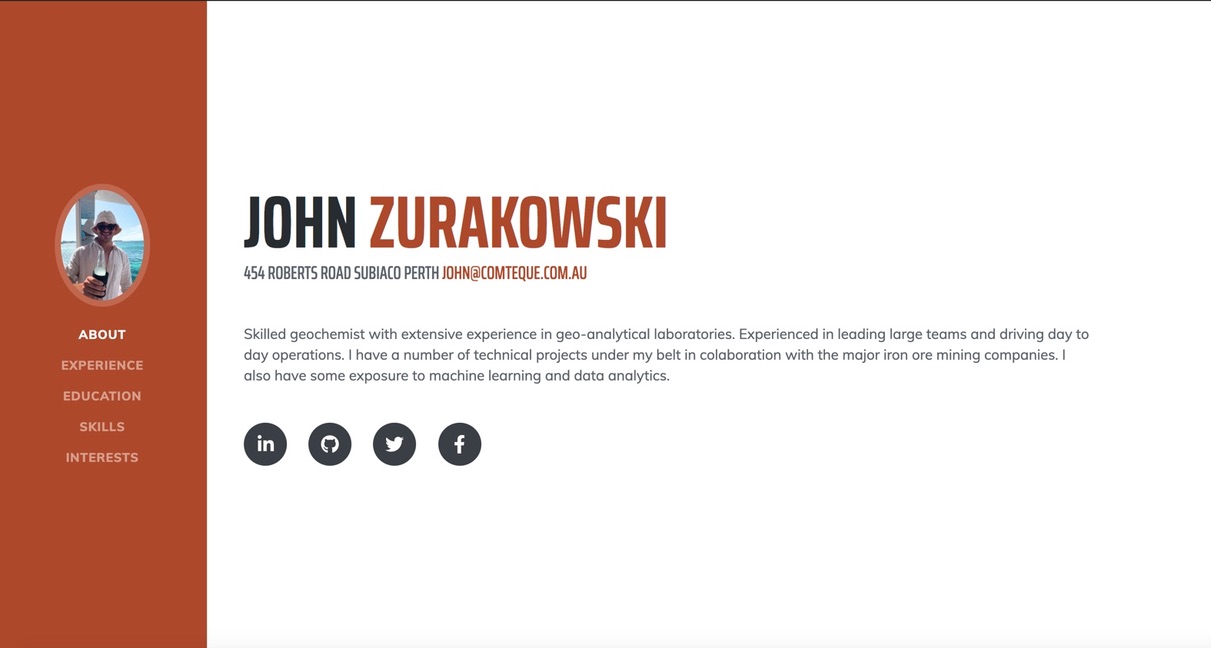 ABOUT
EXPERIENCE
EDUCATION
SKILLS
INTERESTS
JOHN ZURAKOWSKI
454 ROBERTS ROAD SUBIACO PERTH JOHN@COMTEQUE.COM.AU
Skilled geochemist with extensive experience in geo-analytical laboratories. Experienced in leading large teams and driving day to
day operations. I have a number of technical projects under my belt in colaboration with the major iron ore mining companies. I
also have some exposure to machine learning and data analytics.